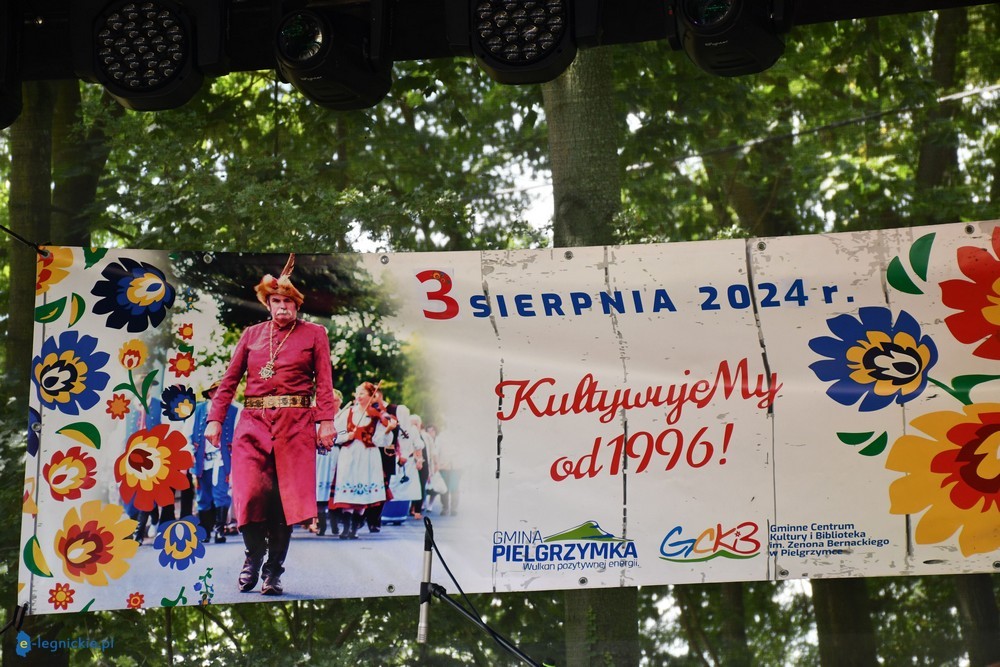 3 SIERPNIA 2024 r.
KultywujeMy
od 1996!
GMINA
PIELGRZYMKA
Wulkan pozytywnej energii.
GCKiB
Gminne Centrum
Kultury i Biblioteka
im. Zenona Bernackiego
w Pielgrzymce
e-legnickie.pl